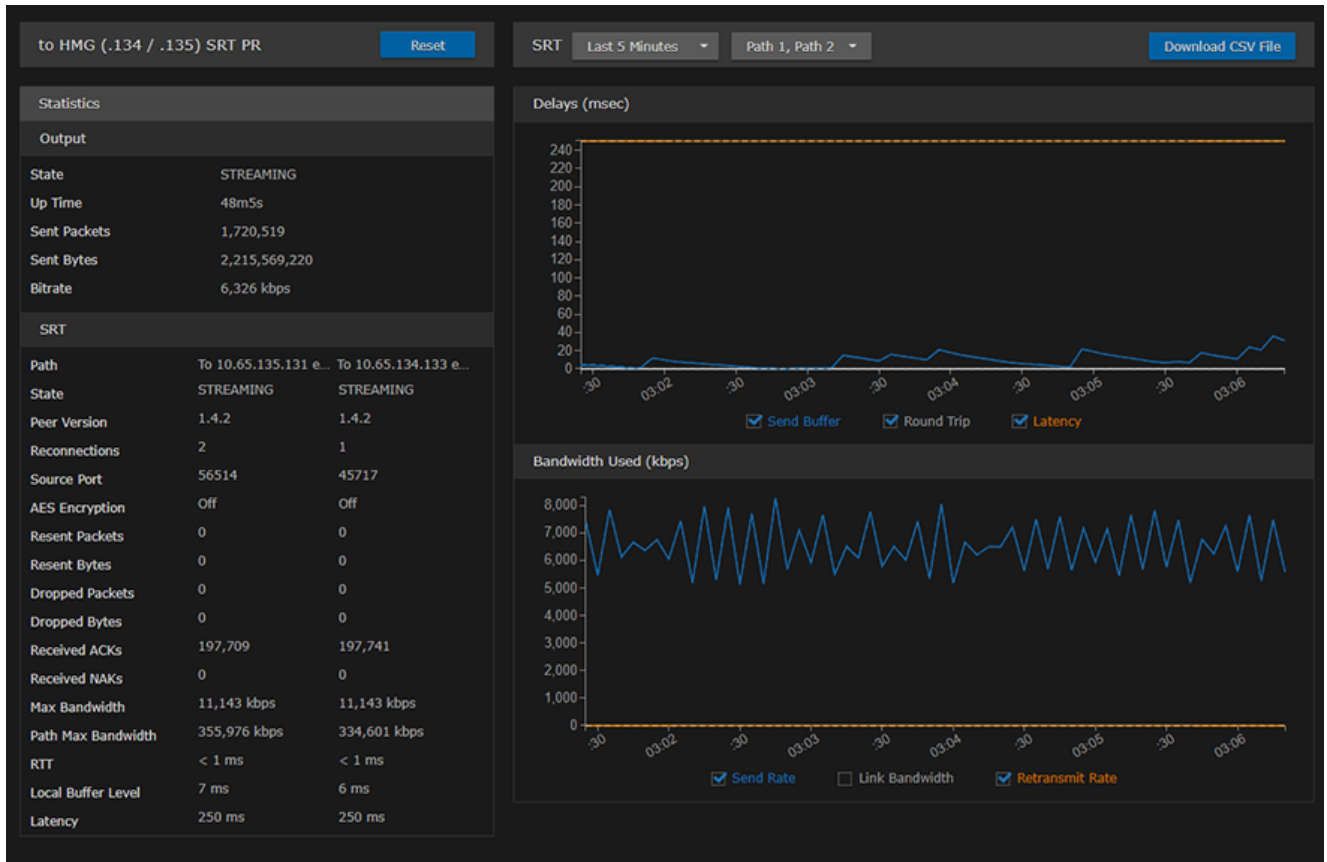 to HMG (.134 / .135) SRT PR
Reset
Statistics
Output
State STREAMING
Up Time 48m5s
Sent Packets 1,720,519
Sent Bytes 2,215,569,220
Bitrate 6,326 kbps
SRT
Path To 10.65.135.131 e... To 10.65.134.133 e...
State STREAMING STREAMING
Peer Version 1.4.2 1.4.2
Reconnections 2 1
Source Port 56514 45717
AES Encryption Off Off
Resent Packets 0 0
Resent Bytes 0 0
Dropped Packets 0 0
Dropped Bytes 0 0
Received ACKs 197,709 197,741
Received NAKs 0 0
Max Bandwidth 11,143 kbps 11,143 kbps
Path Max Bandwidth 355,976 kbps 334,601 kbps
RTT < 1 ms < 1 ms
Local Buffer Level 7 ms 6 ms
Latency 250 ms 250 ms
SRT Last 5 Minutes Path 1, Path 2 Download CSV File
Delays (msec)
240
220
200
180
160
140
120
100
80
60
40
20
0
:30 03:02 :30 03:03 :30 03:04 :30 03:05 :30 03:06
Send Buffer Round Trip Latency
Bandwidth Used (kbps)
8,000
7,000
6,000
5,000
4,000
3,000
2,000
1,000
0
:30 03:02 :30 03:03 :30 03:04 :30 03:05 :30 03:06
Send Rate Link Bandwidth Retransmit Rate